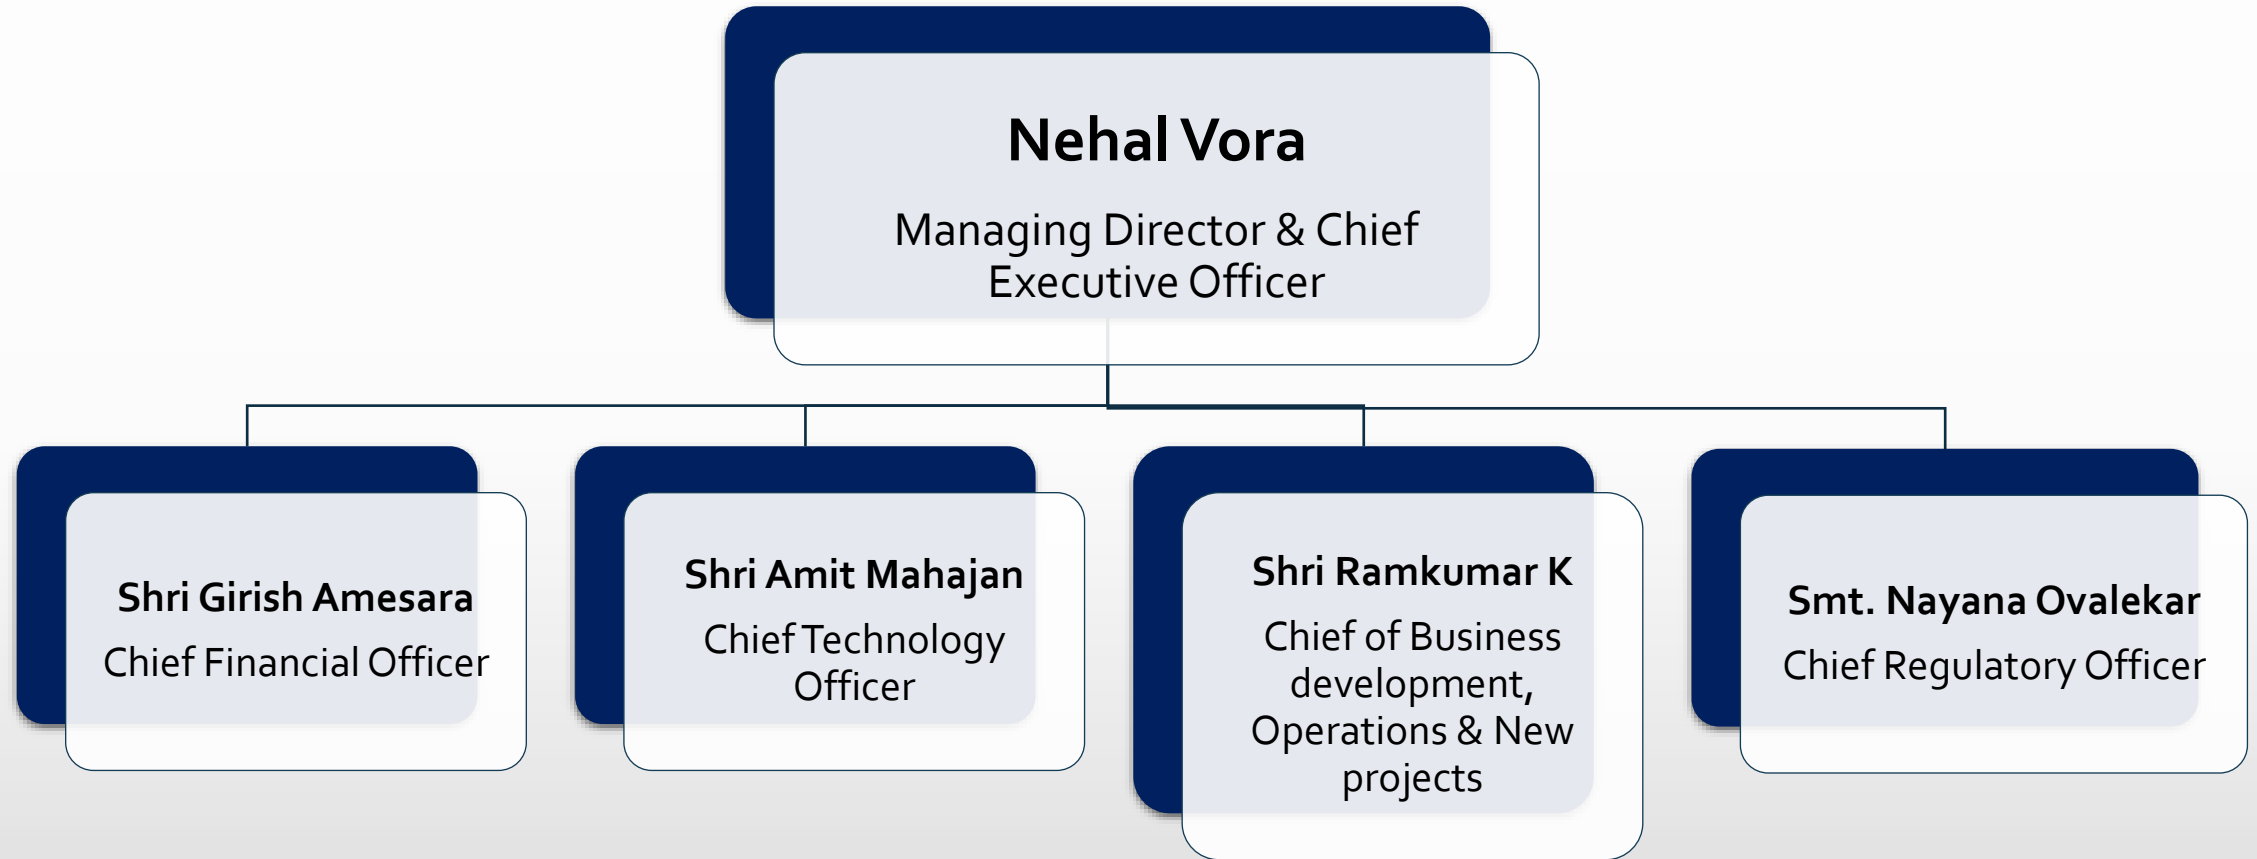 Nehal Vora
Managing Director & Chief
Executive Officer
Shri Girish Amesara
Chief Financial Officer
Shri Amit Mahajan
Chief Technology
Officer
Shri Ramkumar K
Chief of Business
development,
Operations & New
projects
Smt. Nayana Ovalekar
Chief Regulatory Officer